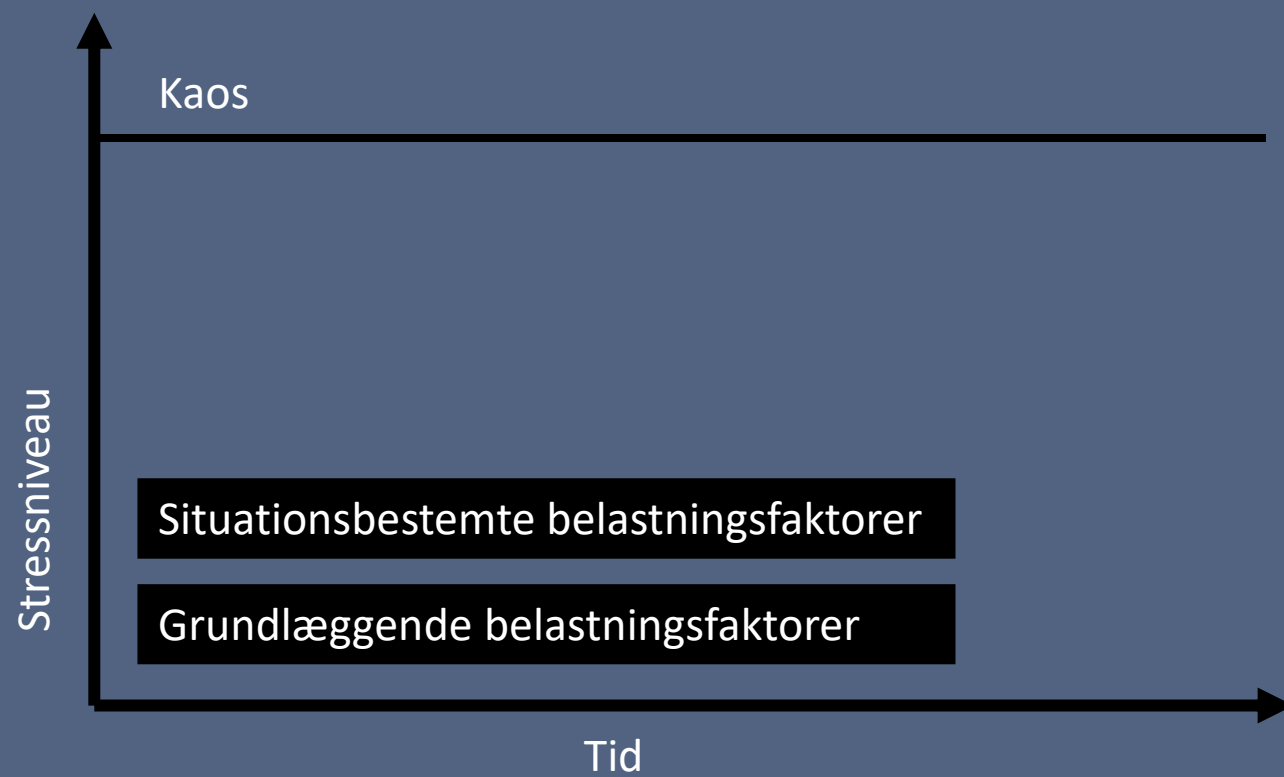 Kaos
Stressniveau
Situationsbestemte belastningsfaktorer
Grundlæggende belastningsfaktorer
Tid